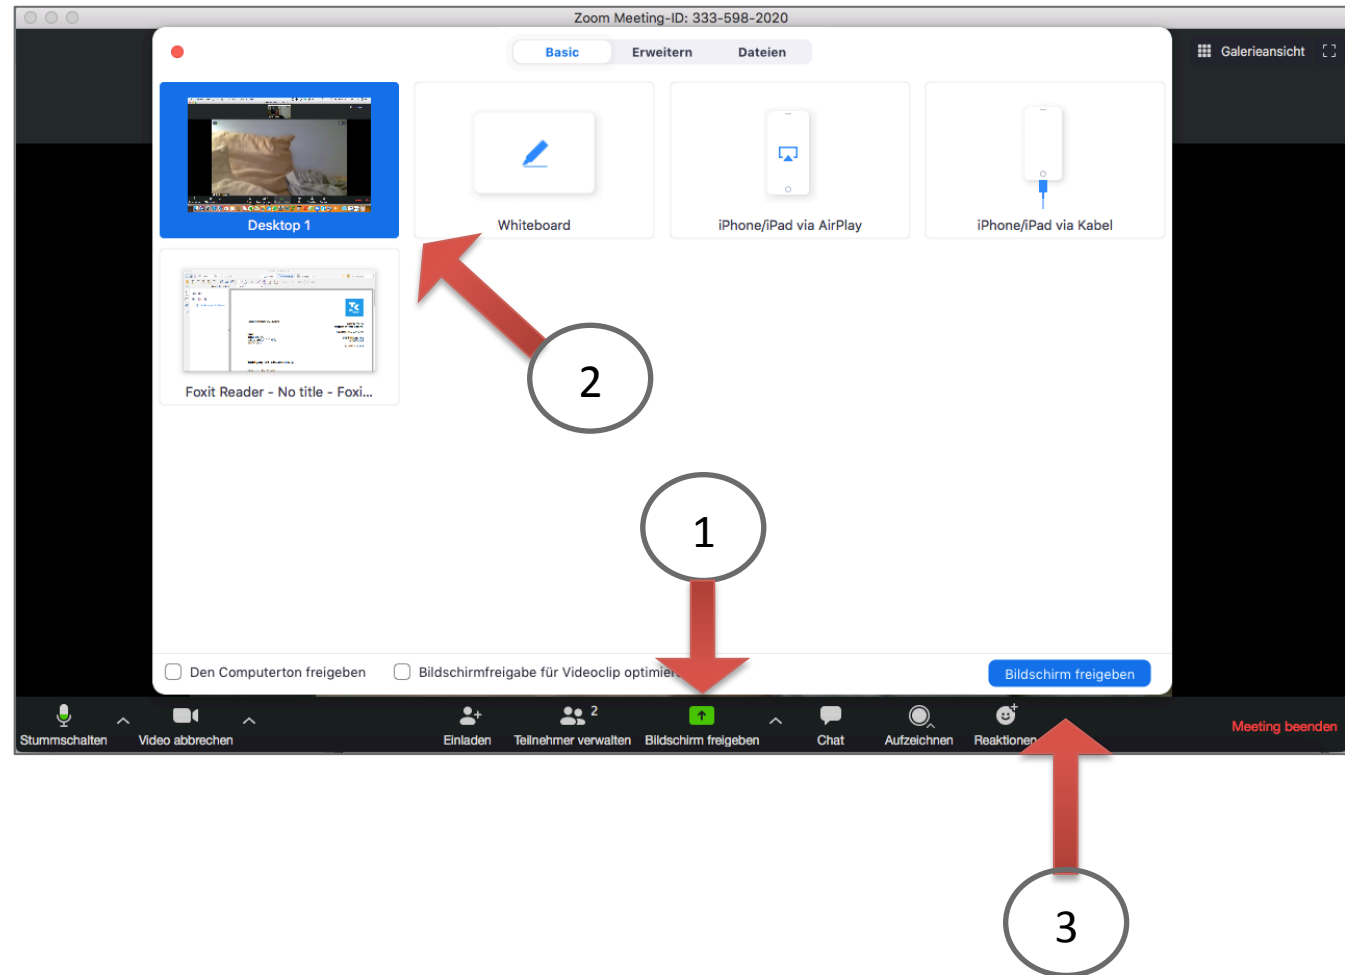 Zoom Meeting-ID: 333-598-2020
Basic Erweitern Dateien
Galerieansicht
Desktop 1
Whiteboard
iPhone/iPad via AirPlay
iPhone/iPad via Kabel
Foxit Reader - No title - Foxi...
2
1
Den Computerton freigeben
Bildschirmfreigabe für Videoclip
Bildschirm freigeben
Stummschalten
Video abbrechen
Einladen
2
Teilnehmer verwalten
Bildschirm freigeben
Chat
Aufzeichnen
Reaktionen
Meeting beenden
3